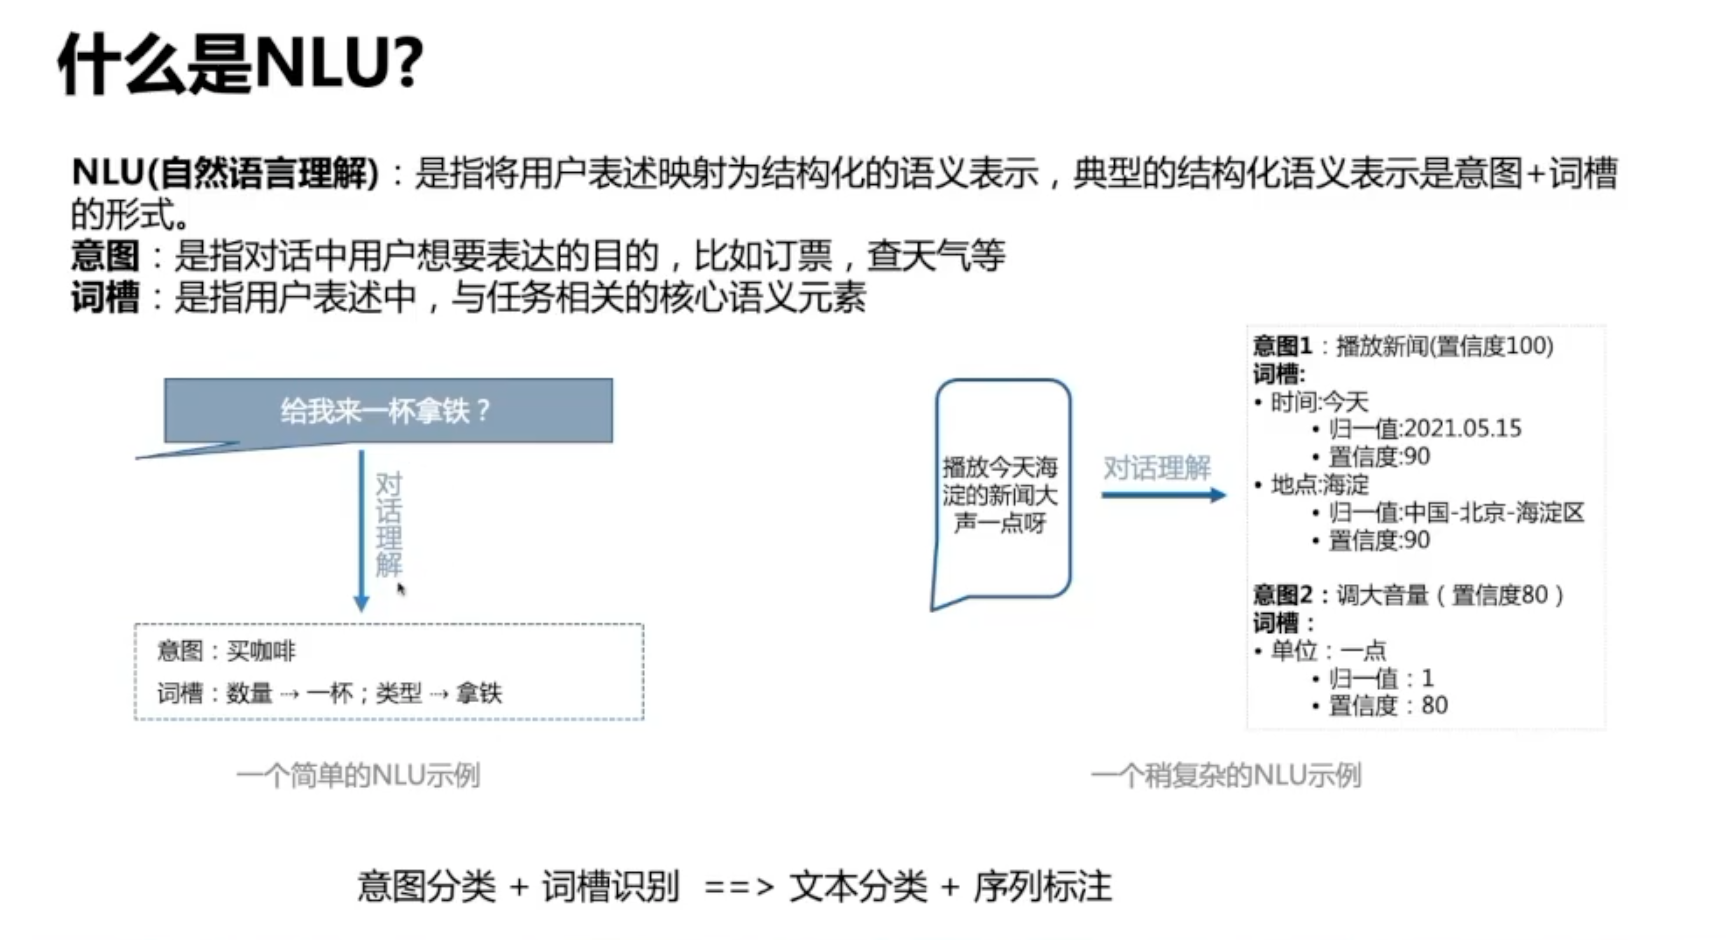 什么是NLU?
NLU(自然语言理解)：是指将用户表述映射为结构化的语义表示，典型的结构化语义表示是意图+词槽
的形式。
意图：是指对话中用户想要表达的目的，比如订票，查天气等
词槽：是指用户表述中，与任务相关的核心语义元素
给我来一杯拿铁？
对话理解
意图：买咖啡
词槽：数量 → 一杯；类型 → 拿铁
一个简单的NLU示例
播放今天海
淀的新闻大
声一点呀
对话理解
意图1：播放新闻(置信度100)
词槽:
• 时间:今天
• 归一值:2021.05.15
• 置信度:90
• 地点:海淀
• 归一值:中国-北京-海淀区
• 置信度:90
意图2：调大音量（置信度80）
词槽：
• 单位：一点
• 归一值：1
• 置信度：80
一个稍复杂的NLU示例
意图分类 + 词槽识别 ==> 文本分类 + 序列标注